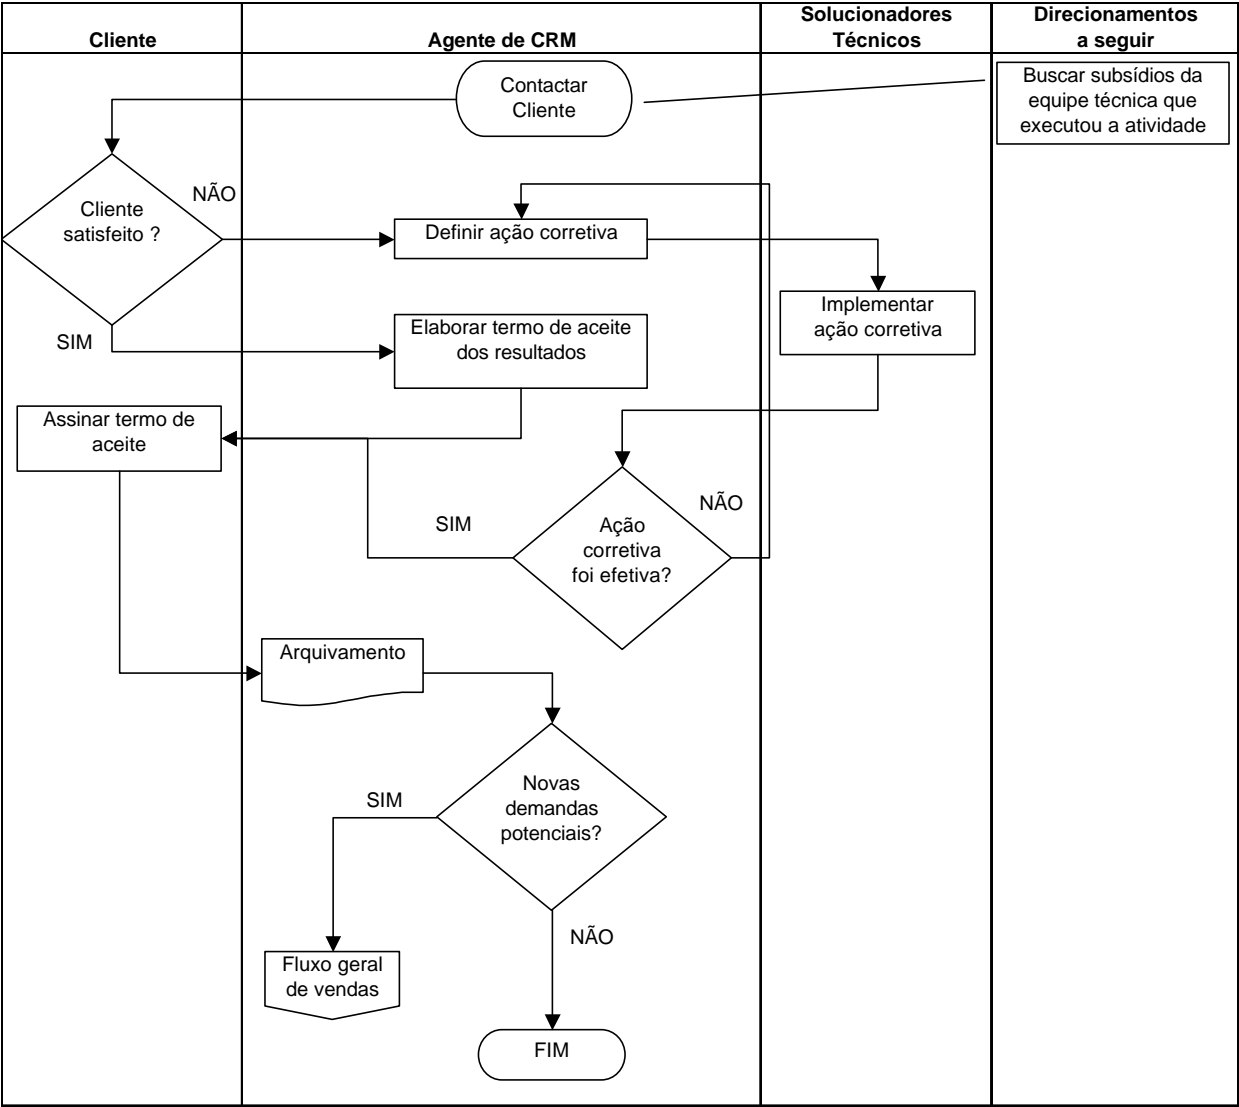 Cliente
Agente de CRM
Solucionadores
Técnicos
Direcionamentos
a seguir
Contactar
Cliente
Buscar subsídios da
equipe técnica que
executou a atividade
Cliente
satisfeito ?
NÃO
Definir ação corretiva
Implementar
ação corretiva
SIM
Elaborar termo de aceite
dos resultados
Assinar termo de
aceite
SIM
Ação
corretiva
foi efetiva?
NÃO
Arquivamento
Novas
demandas
potenciais?
SIM
NÃO
Fluxo geral
de vendas
FIM